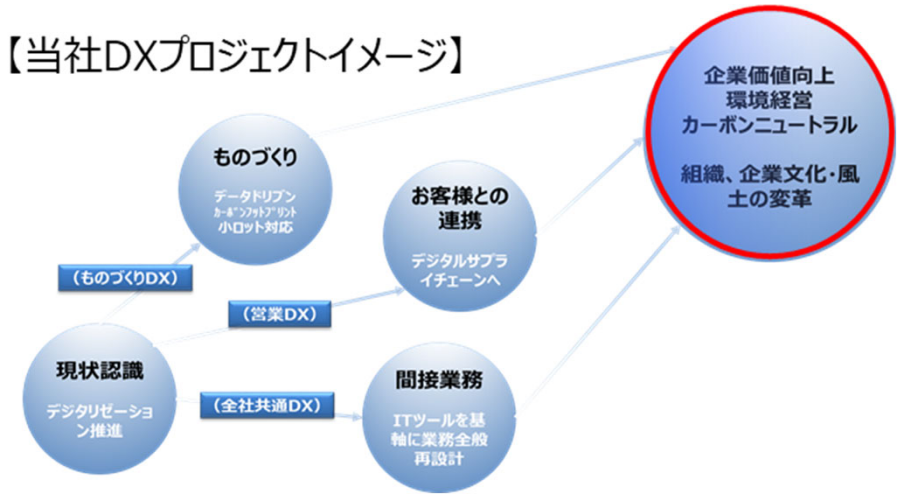 【当社DXプロジェクトイメージ】
企業価値向上
環境経営
カーボンニュートラル
組織、企業文化・風
土の変革
ものづくり
データドリブン
カーボンフットプリント
小ロット対応
お客様との
連携
デジタルサプラ
イチェーンへ
（ものづくりDX）
（営業DX）
現状認識
デジタリゼーショ
ン推進
（全社共通DX）
間接業務
ITツールを基
軸に業務全般
再設計